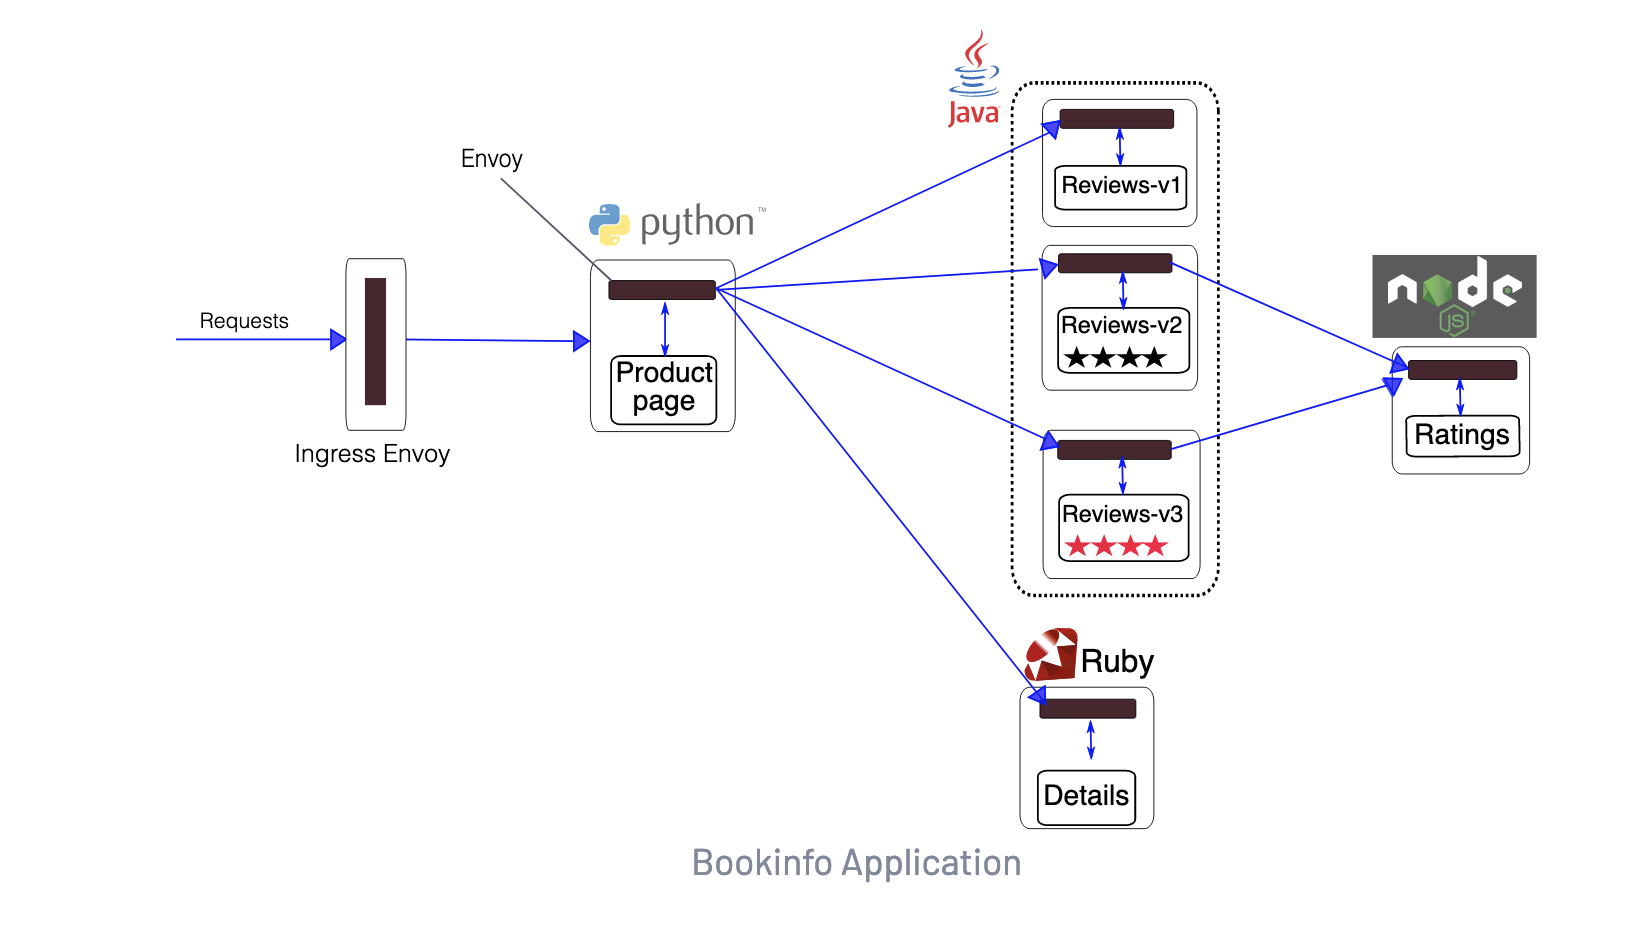 Java
Envoy
python™
Requests
Ingress Envoy
Product
page
Reviews-v1
Reviews-v2
Reviews-v3
node
JS
Ratings
Ruby
Details
Bookinfo Application